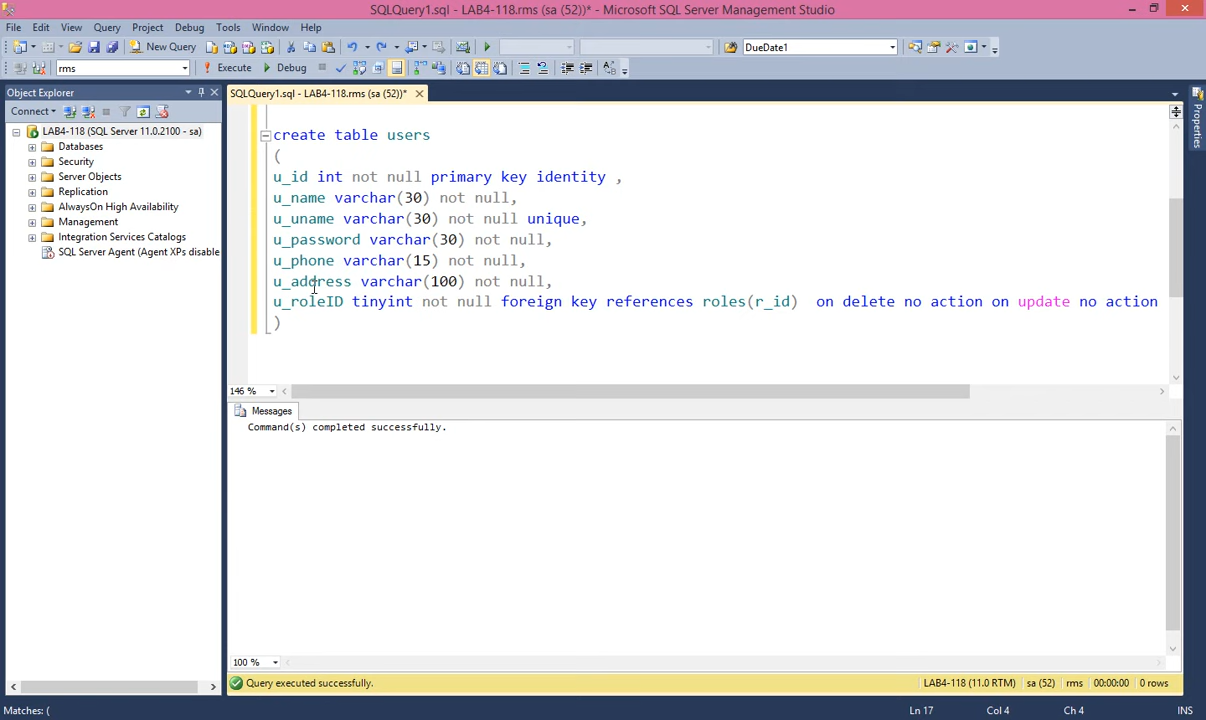 SQLQuery1.sql - LAB4-118.rms (sa (52))* - Microsoft SQL Server Management Studio
File Edit View Query Project Debug Tools Window Help
New Query DueDate1
rms Execute Debug
Object Explorer
SQLQuery1.sql - LAB4-118.rms (sa (52))*
Connect
LAB4-118 (SQL Server 11.0.2100 - sa)
Databases
Security
Server Objects
Replication
AlwaysOn High Availability
Management
Integration Services Catalogs
SQL Server Agent (Agent XPs disable
create table users
(
u_id int not null primary key identity ,
u_name varchar(30) not null,
u_uname varchar(30) not null unique,
u_password varchar(30) not null,
u_phone varchar(15) not null,
u_address varchar(100) not null,
u_roleID tinyint not null foreign key references roles(r_id)  on delete no action on update no action
)
146 %
Messages
Command(s) completed successfully.
100 %
Query executed successfully. LAB4-118 (11.0 RTM) sa (52) rms 00:00:00 0 rows
Matches: ( Ln 17 Col 4 Ch 4 INS
Properties